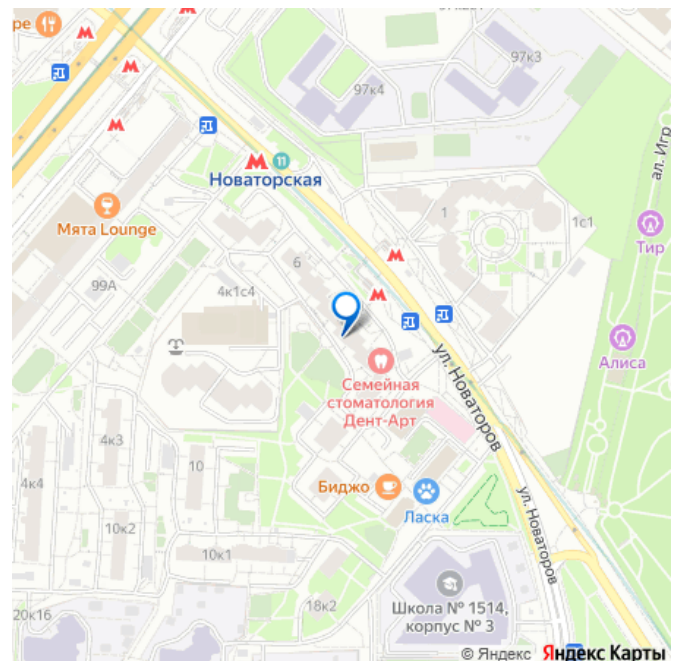 ре
97к3
97к4
11
Новаторская
ал. Игр
Мята Lounge
1
1с1
Тир
6
99А
4к1с4
Алиса
ул. Новаторов
Семейная
стоматология
Дент-Арт
4к3
4к4
10
Биджо
Ласка
ул. Новаторов
10к2
10к1
Школа № 1514,
корпус № 3
18к2
20к16
© Яндекс Яндекс Карты